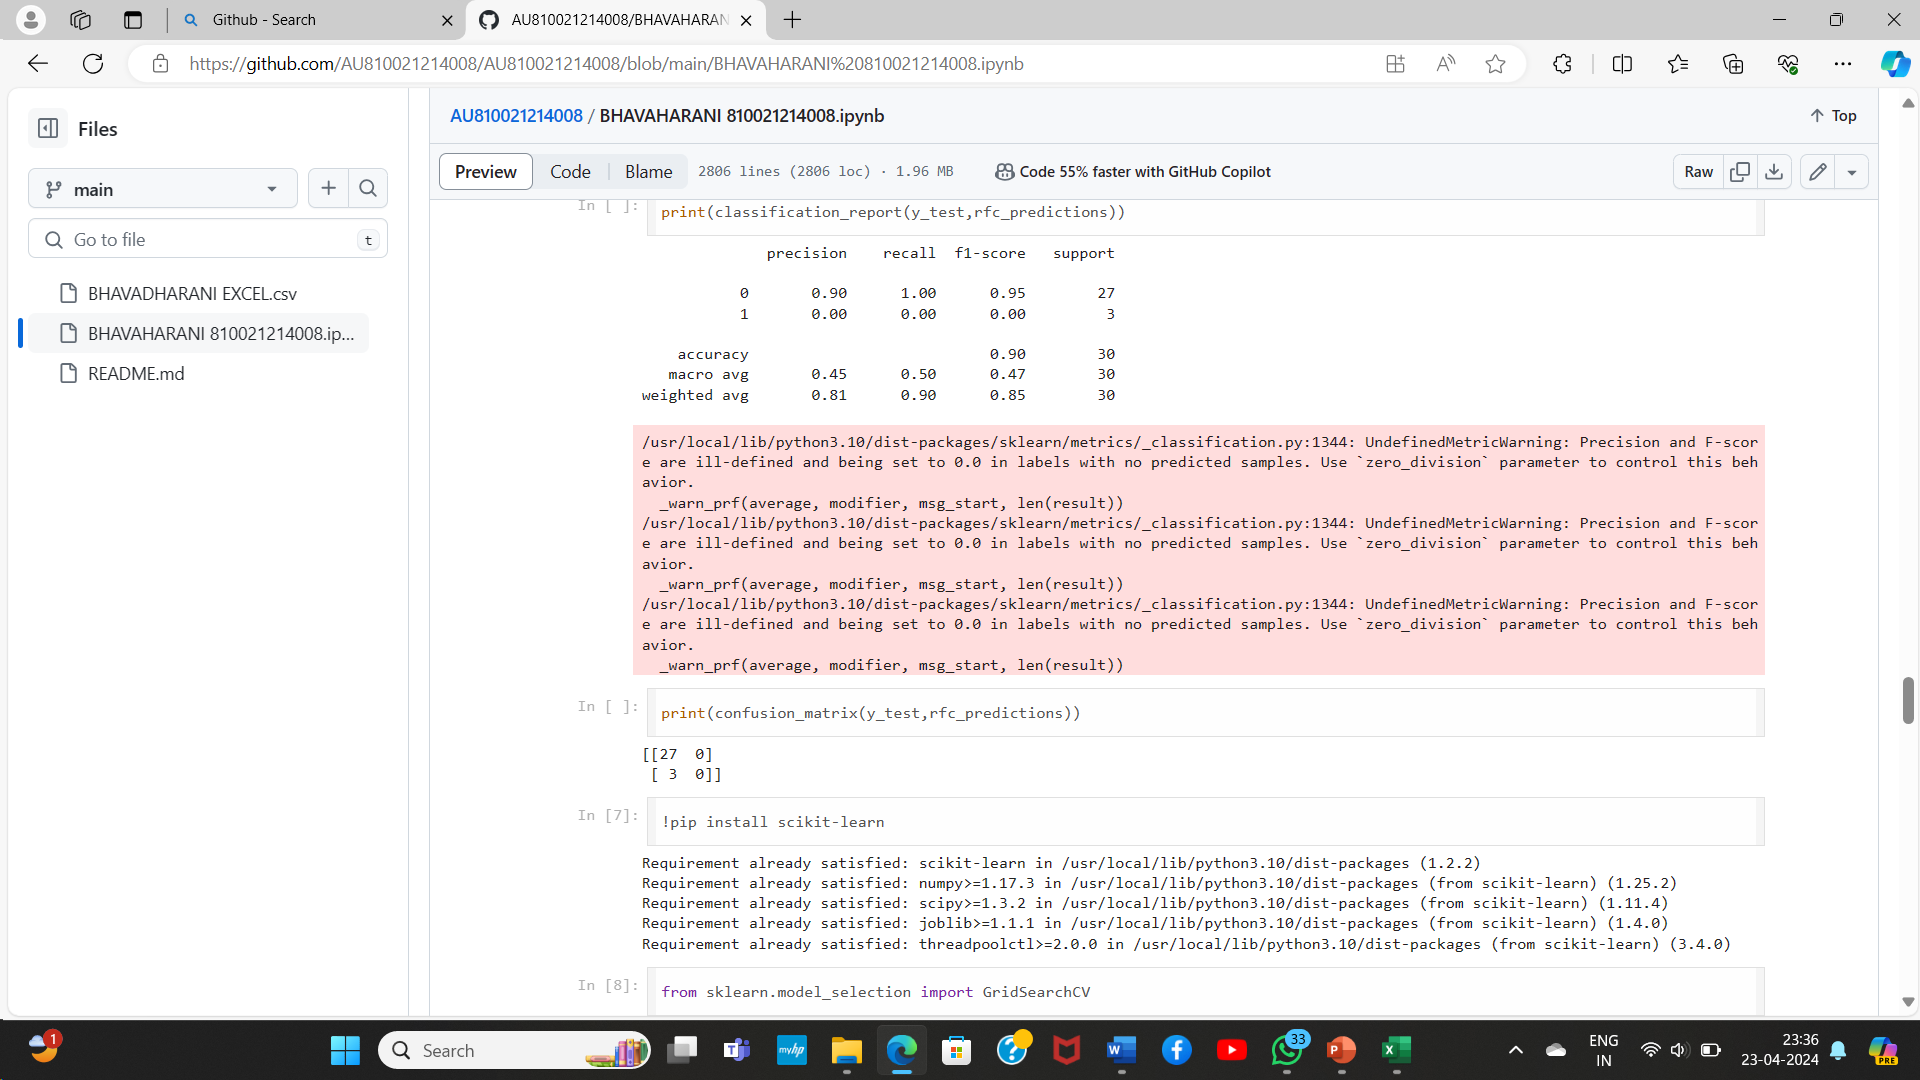 Github - Search
AU810021214008/BHAVAHARAN
https://github.com/AU810021214008/AU810021214008/blob/main/BHAVAHARANI%20810021214008.ipynb
Files
main
Go to file
t
BHAVADHARANI EXCEL.csv
BHAVAHARANI 810021214008.ip...
README.md
AU810021214008 / BHAVAHARANI 810021214008.ipynb
Top
Preview Code Blame 2806 lines (2806 loc) · 1.96 MB Code 55% faster with GitHub Copilot Raw
In [ ]: print(classification_report(y_test,rfc_predictions))
precision recall f1-score support
0 0.90 1.00 0.95 27
1 0.00 0.00 0.00 3
accuracy 0.90 30
macro avg 0.45 0.50 0.47 30
weighted avg 0.81 0.90 0.85 30
/usr/local/lib/python3.10/dist-packages/sklearn/metrics/_classification.py:1344: UndefinedMetricWarning: Precision and F-scor
e are ill-defined and being set to 0.0 in labels with no predicted samples. Use `zero_division` parameter to control this beh
avior.
_warn_prf(average, modifier, msg_start, len(result))
/usr/local/lib/python3.10/dist-packages/sklearn/metrics/_classification.py:1344: UndefinedMetricWarning: Precision and F-scor
e are ill-defined and being set to 0.0 in labels with no predicted samples. Use `zero_division` parameter to control this beh
avior.
_warn_prf(average, modifier, msg_start, len(result))
/usr/local/lib/python3.10/dist-packages/sklearn/metrics/_classification.py:1344: UndefinedMetricWarning: Precision and F-scor
e are ill-defined and being set to 0.0 in labels with no predicted samples. Use `zero_division` parameter to control this beh
avior.
_warn_prf(average, modifier, msg_start, len(result))
In [ ]: print(confusion_matrix(y_test,rfc_predictions))
[[27 0]
[ 3 0]]
In [7]: !pip install scikit-learn
Requirement already satisfied: scikit-learn in /usr/local/lib/python3.10/dist-packages (1.2.2)
Requirement already satisfied: numpy>=1.17.3 in /usr/local/lib/python3.10/dist-packages (from scikit-learn) (1.25.2)
Requirement already satisfied: scipy>=1.3.2 in /usr/local/lib/python3.10/dist-packages (from scikit-learn) (1.11.4)
Requirement already satisfied: joblib>=1.1.1 in /usr/local/lib/python3.10/dist-packages (from scikit-learn) (1.4.0)
Requirement already satisfied: threadpoolctl>=2.0.0 in /usr/local/lib/python3.10/dist-packages (from scikit-learn) (3.4.0)
In [8]: from sklearn.model_selection import GridSearchCV
1
Search
myhp
33
ENG
IN
23:36
23-04-2024
PRE